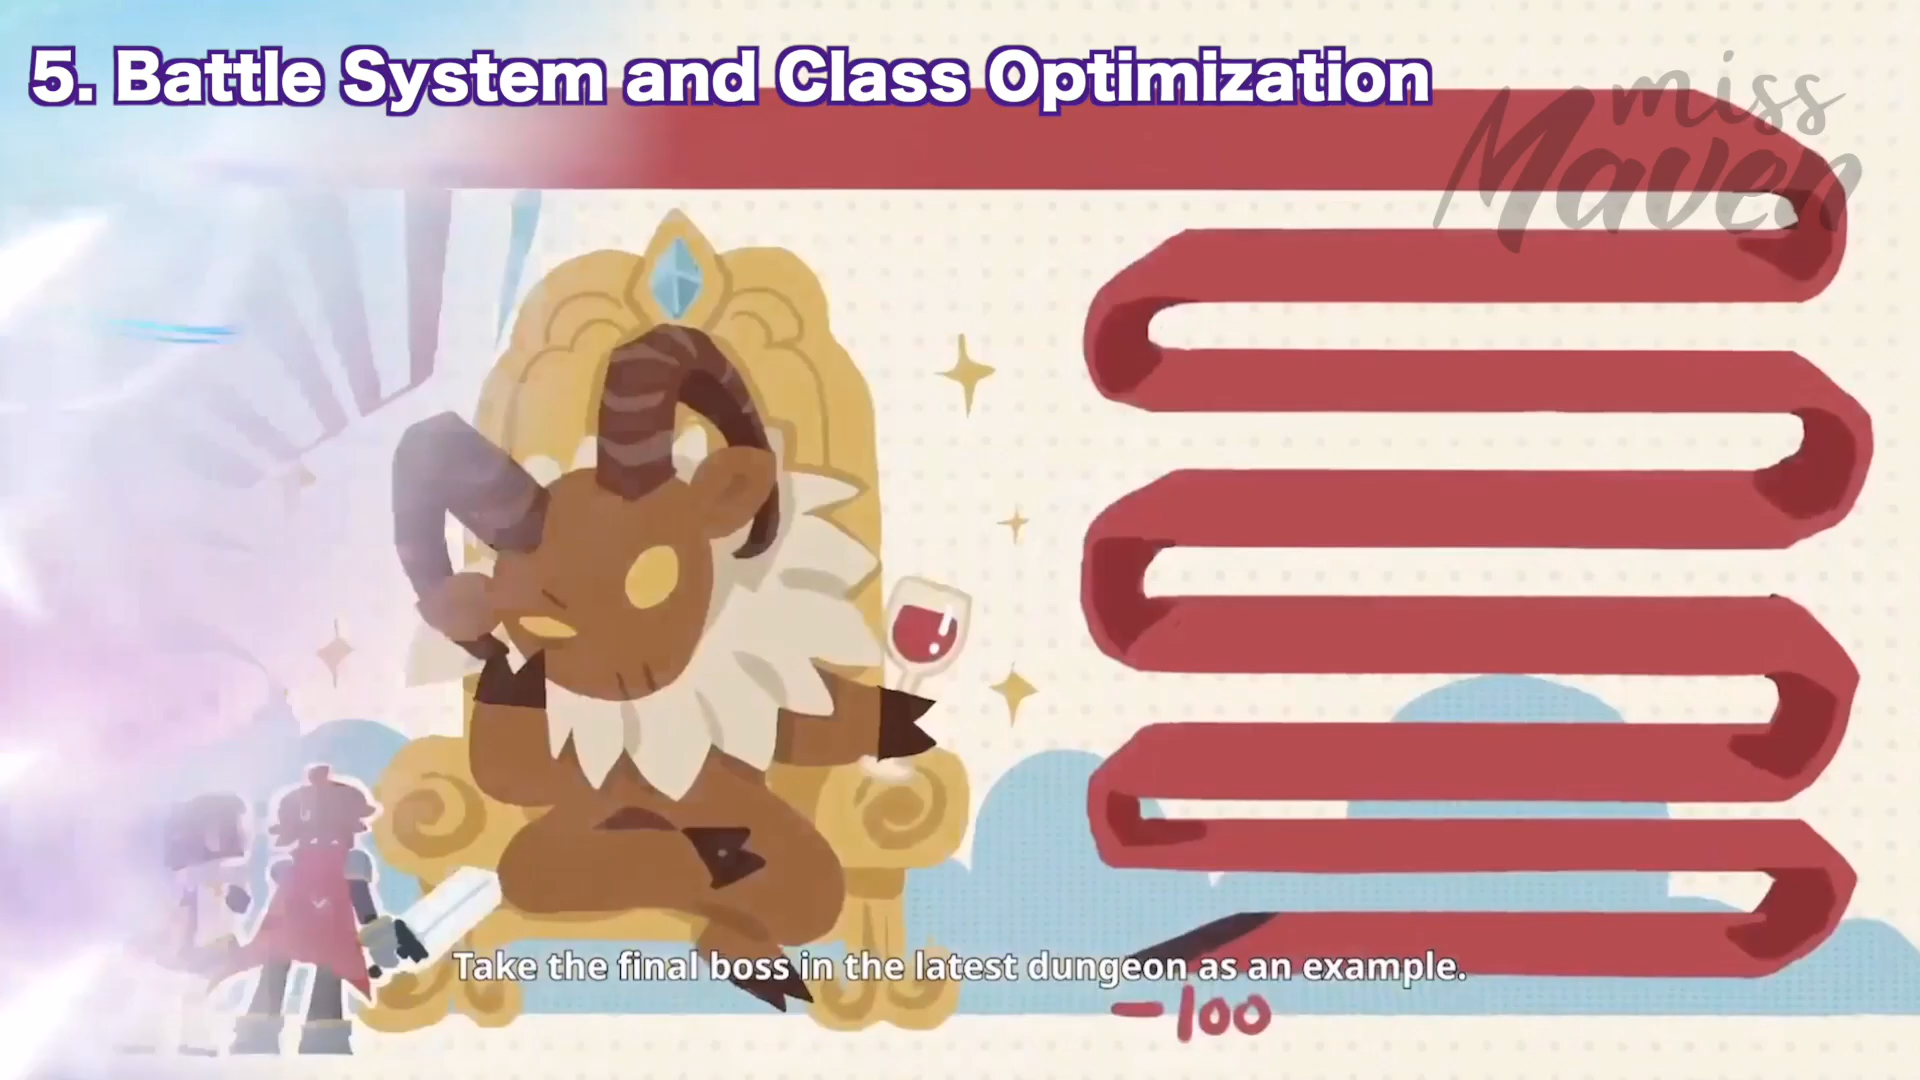 5. Battle System and Class Optimization
miss
Maven
Take the final boss in the latest dungeon as an example.
-100